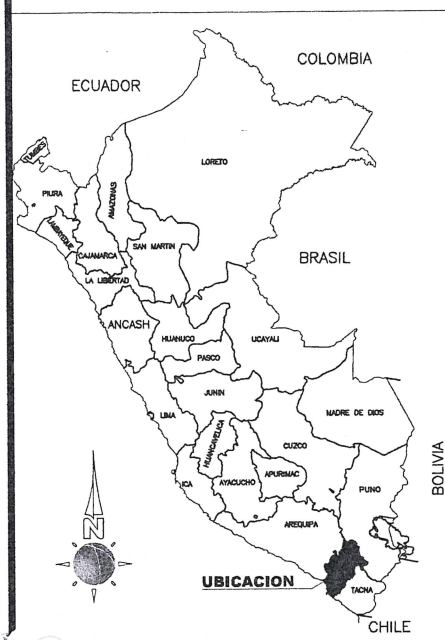 COLOMBIA
ECUADOR
LORETO
TUMBES
PIURA
AMAZONAS
LAMBAYEQUE
CAJAMARCA
SAN MARTIN
BRASIL
LA LIBERTAD
ANCASH
HUANUCO
UCAYALI
PASCO
JUNIN
LIMA
MADRE DE DIOS
HUANCAVELICA
CUZCO
BOLIVIA
ICA
AYACUCHO
APURIMAC
PUNO
AREQUIPA
N
UBICACION
TACNA
CHILE